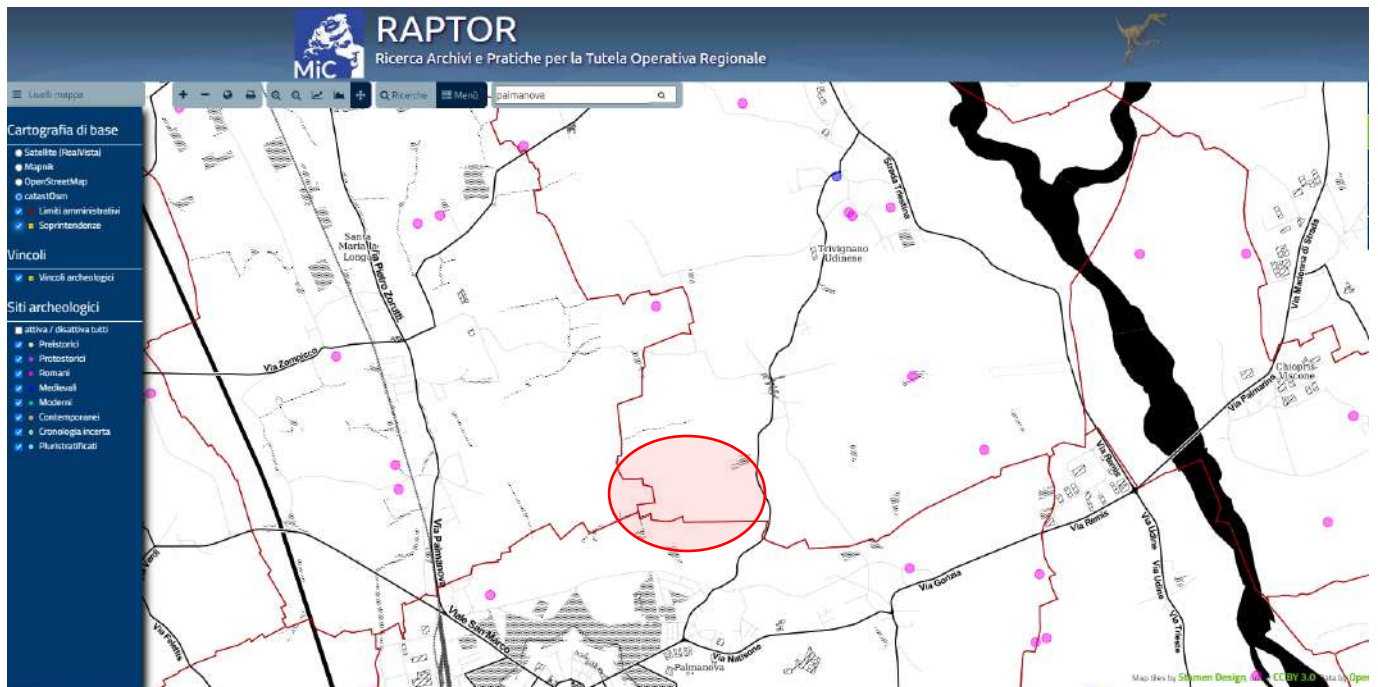 RAPTOR
Ricerca Archivi e Pratiche per la Tutela Operativa Regionale
MiC
Livelli mappa
Ricerche
Menù
palmanova
Cartografia di base
Satellite (RealVista)
Mapnik
OpenStreetMap
catastOsm
Limiti amministrativi
Soprintendenze
Vincoli
Vincoli archeologici
Siti archeologici
attiva / disattiva tutti
Preistorici
Protostorici
Romani
Medievali
Moderni
Contemporanei
Cronologia incerta
Pluristratificati
Strada Triestina
Santa
Maria la
Longa
Via Pietro Zorutti
Trivignano
Udinese
Via Madonna di Strada
Via Zompicco
Chiopris-
Viscone
Via Palmarino
Via Remis
Via Palmanova
Via Remis
Via Udine
Via Udine
Via Gorizia
Via Trieste
Viale San Marco
Via Felettis
Via Natisone
Palmanova
Map tiles by Stamen Design, CC BY 3.0